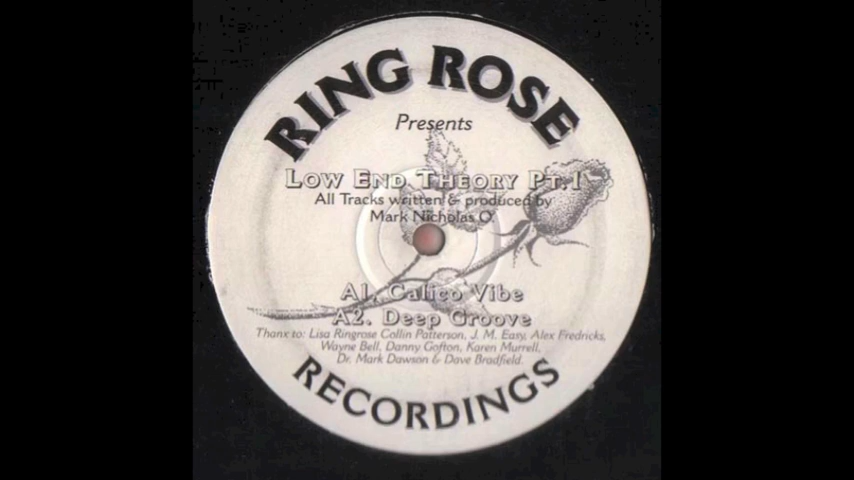 RING ROSE
Presents
LOW END THEORY PT.1
All Tracks written & produced by
Mark Nicholas O'
A1. Calico Vibe
A2. Deep Groove
Thanx to: Lisa Ringrose Collin Patterson, J. M. Easy, Alex Fredricks,
Wayne Bell, Danny Gofton, Karen Murrell,
Dr. Mark Dawson & Dave Bradfield.
RECORDINGS